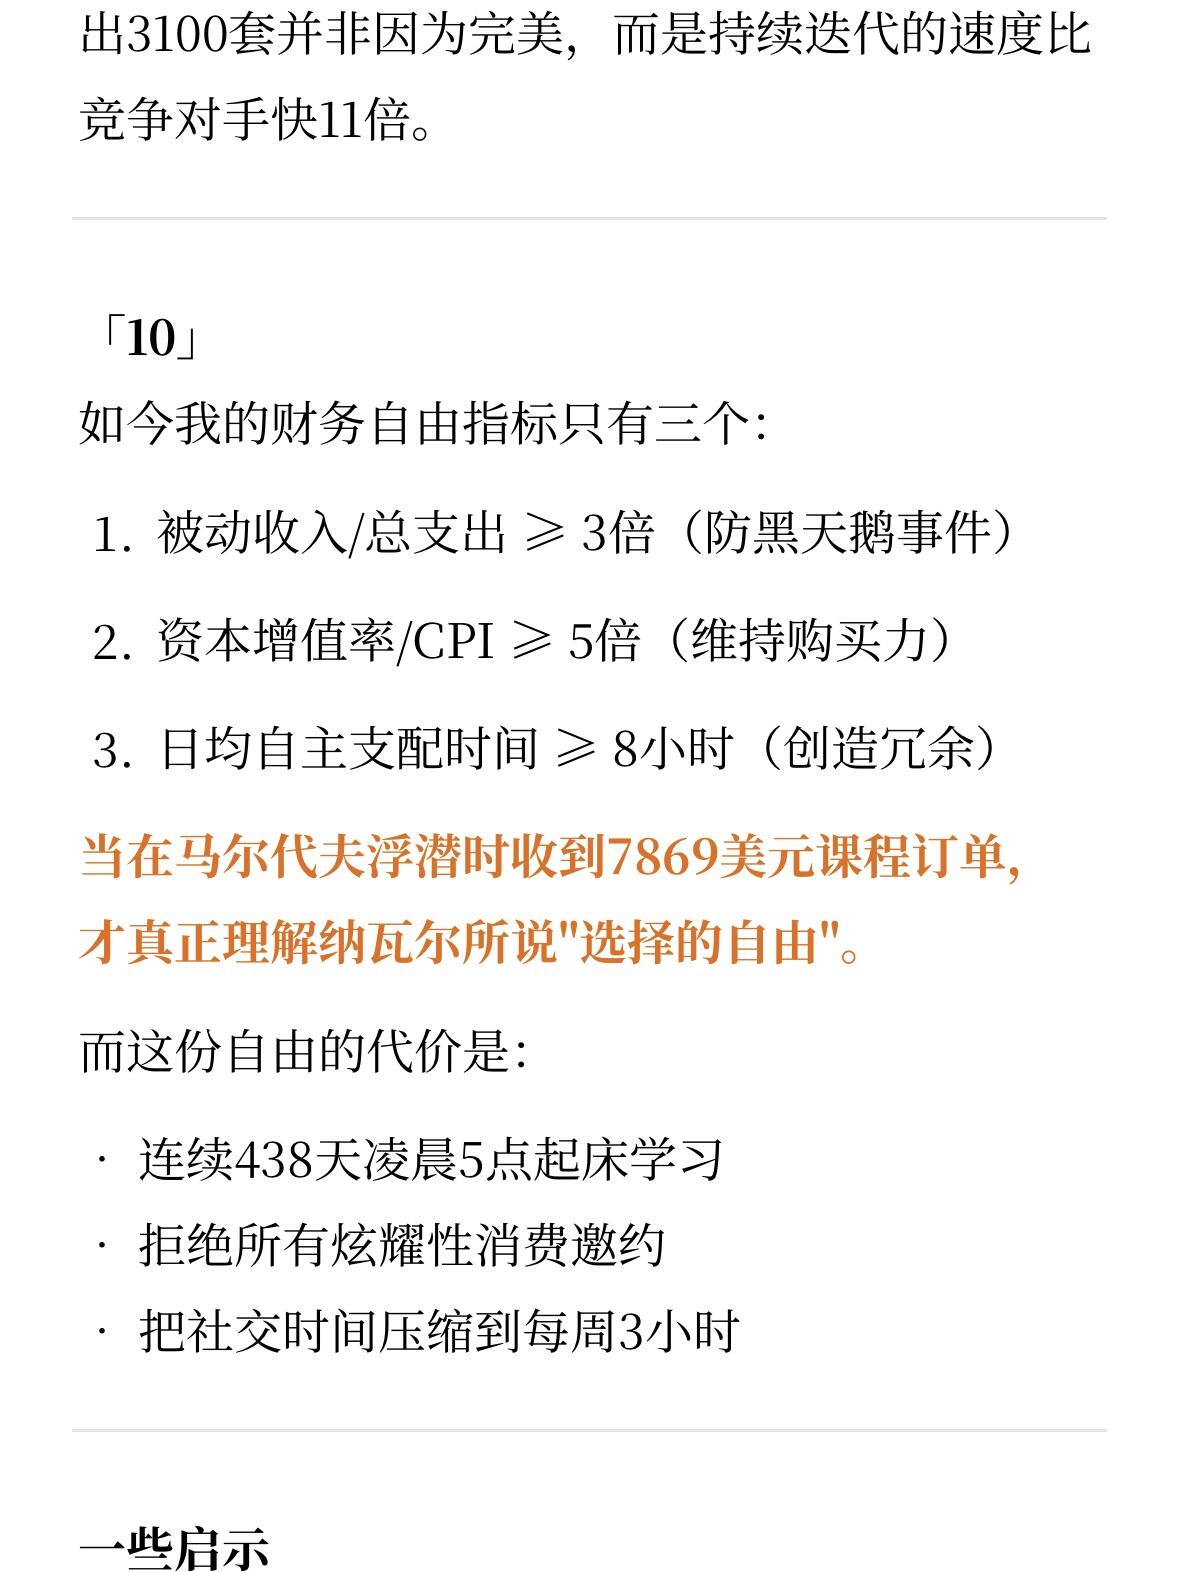 出3100套并非因为完美，而是持续迭代的速度比
竞争对手快11倍。
「10」
如今我的财务自由指标只有三个：
1. 被动收入/总支出 ≥ 3倍（防黑天鹅事件）
2. 资本增值率/CPI ≥ 5倍（维持购买力）
3. 日均自主支配时间 ≥ 8小时（创造冗余）
当在马尔代夫浮潜时收到7869美元课程订单，
才真正理解纳瓦尔所说"选择的自由"。
而这份自由的代价是：
· 连续438天凌晨5点起床学习
· 拒绝所有炫耀性消费邀约
· 把社交时间压缩到每周3小时
一些启示